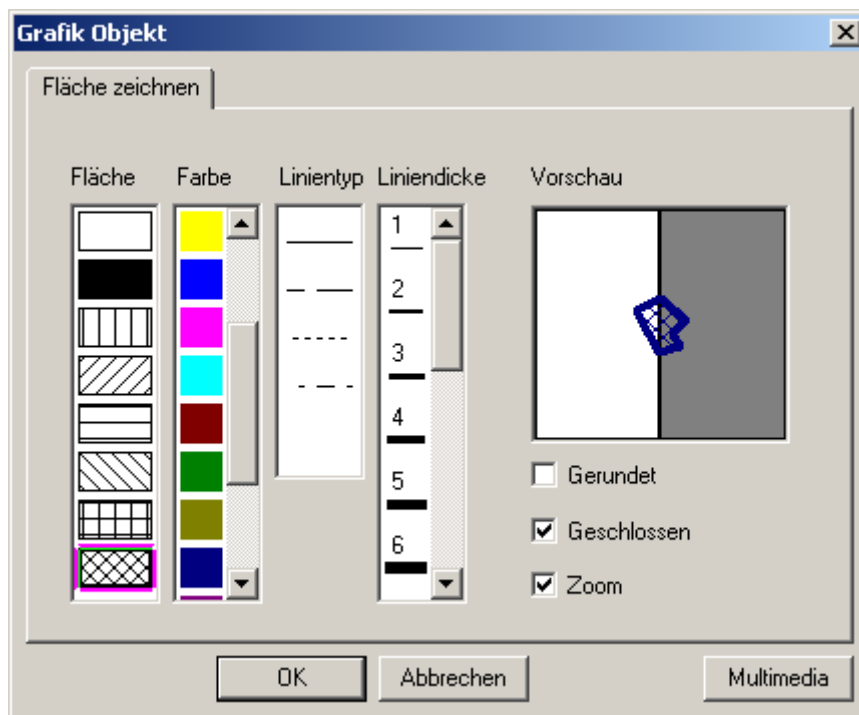 Grafik Objekt
Fläche zeichnen
Fläche
Farbe
Linientyp
Liniendicke
Vorschau
1
2
3
4
5
6
Gerundet
Geschlossen
Zoom
OK
Abbrechen
Multimedia